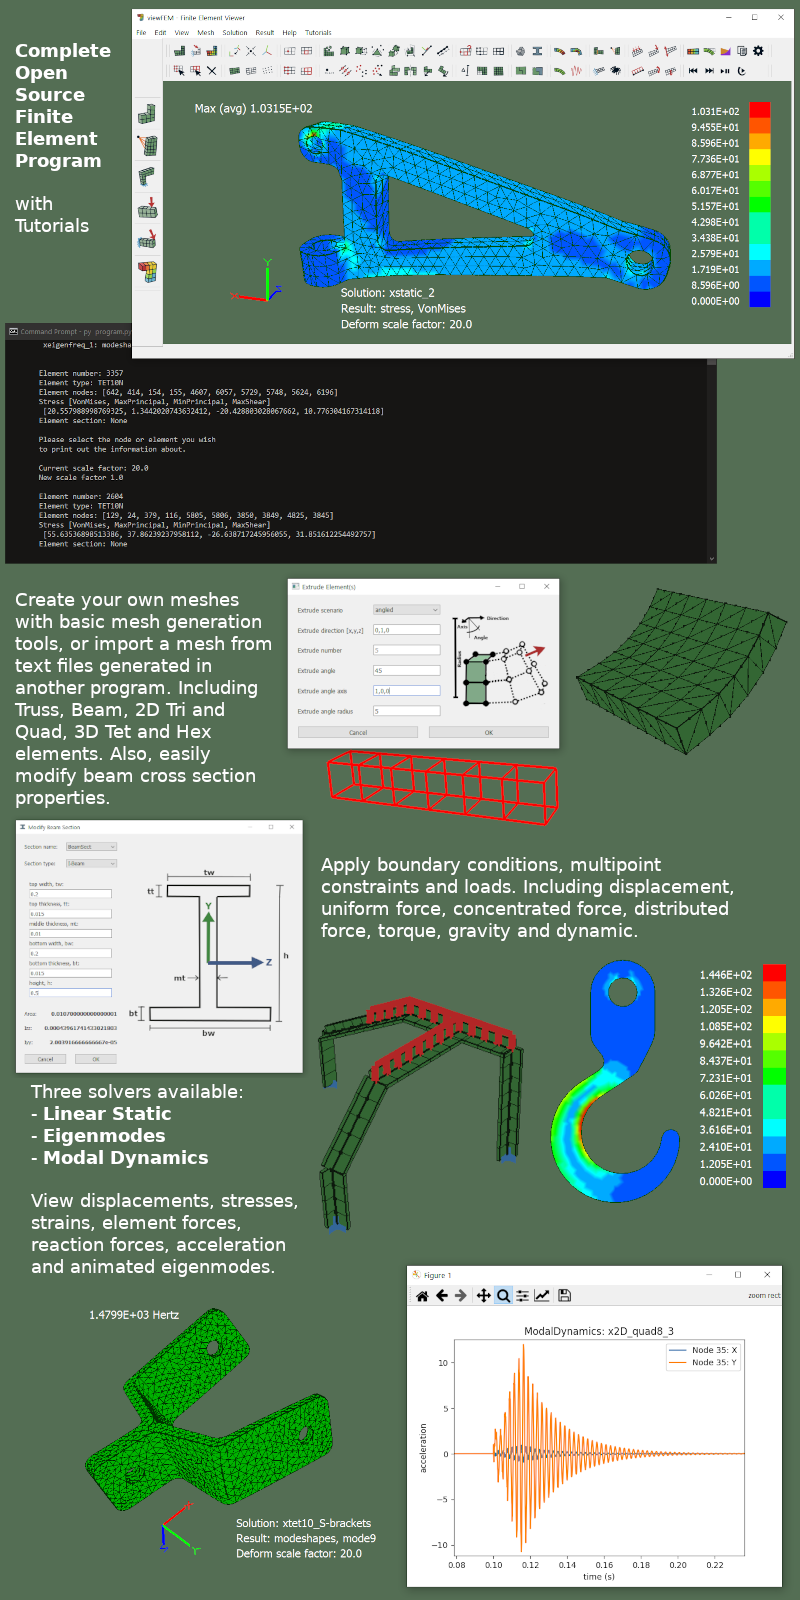 Complete
Open
Source
Finite
Element
Program
with
Tutorials
viewFEM - Finite Element Viewer
File Edit View Mesh Solution Result Help Tutorials
Max (avg) 1.0315E+02
1.031E+02
9.455E+01
8.596E+01
7.736E+01
6.877E+01
6.017E+01
5.157E+01
4.298E+01
3.438E+01
2.579E+01
1.719E+01
8.596E+00
0.000E+00
Y
Solution: xstatic_2
Result: stress, VonMises
Deform scale factor: 20.0
Command Prompt - py program.py
xeigenfreq_1: modesha
Element number: 3357
Element type: TET10N
Element nodes: [642, 414, 154, 155, 4607, 6057, 5729, 5748, 5624, 6196]
Stress [VonMises, MaxPrincipal, MinPrincipal, MaxShear]
[20.557988998769325, 1.3442020743632412, -20.428803028067662, 10.776304167314118]
Element section: None
Please select the node or element you wish
to print out the information about.
Current scale factor: 20.0
New scale factor 1.0
Element number: 2604
Element type: TET10N
Element nodes: [129, 24, 379, 116, 5805, 5806, 3850, 3849, 4825, 3845]
Stress [VonMises, MaxPrincipal, MinPrincipal, MaxShear]
[55.63536898513386, 37.86239237958112, -26.638717245956055, 31.851612254492757]
Element section: None
Create your own meshes
with basic mesh generation
tools, or import a mesh from
text files generated in
another program. Including
Truss, Beam, 2D Tri and
Quad, 3D Tet and Hex
elements. Also, easily
modify beam cross section
properties.
Extrude Element(s)
Extrude scenario angled
Extrude direction [x,y,z] 0,1,0
Extrude number 5
Extrude angle 45
Extrude angle axis 1,0,0
Extrude angle radius 5
Cancel OK
Direction
Axis
Angle
Radius
Modify Beam Section
Section name: BeamSect
Section type: I-Beam
top width, tw:
0.2
top thickness, tt:
0.015
middle thickness, mt:
0.01
bottom width, bw:
0.2
bottom thickness, bt:
0.015
height, h:
0.5
Area: 0.010700000000000001
Izz: 0.00043961741433021883
Iyy: 2.0039166666666667e-05
Cancel OK
tw
tt
Y
Z
h
mt
bt
bw
Apply boundary conditions, multipoint
constraints and loads. Including displacement,
uniform force, concentrated force, distributed
force, torque, gravity and dynamic.
1.446E+02
1.326E+02
1.205E+02
1.085E+02
9.642E+01
8.437E+01
7.231E+01
6.026E+01
4.821E+01
3.616E+01
2.410E+01
1.205E+01
0.000E+00
Three solvers available:
- Linear Static
- Eigenmodes
- Modal Dynamics
View displacements, stresses,
strains, element forces,
reaction forces, acceleration
and animated eigenmodes.
1.4799E+03 Hertz
Y
Solution: xtet10_S-brackets
Result: modeshapes, mode9
Deform scale factor: 20.0
Figure 1
zoom rect
ModalDynamics: x2D_quad8_3
Node 35: X
Node 35: Y
acceleration
10
5
0
−5
−10
0.08 0.10 0.12 0.14 0.16 0.18 0.20 0.22
time (s)